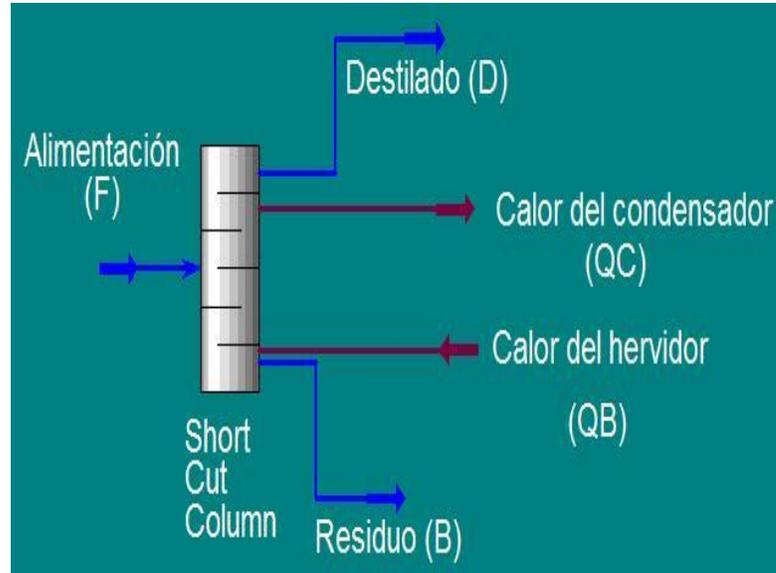 Destilado (D)
Alimentación
(F)
Calor del condensador
(QC)
Calor del hervidor
(QB)
Short
Cut
Column
Residuo (B)